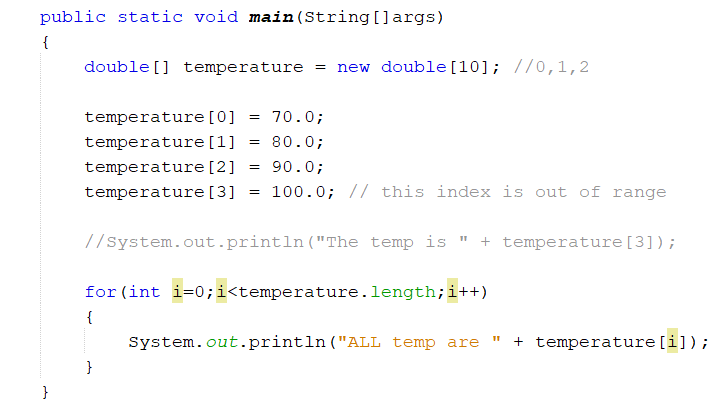 public static void main(String[]args)
{
double[] temperature = new double[10]; //0,1,2
temperature[0] = 70.0;
temperature[1] = 80.0;
temperature[2] = 90.0;
temperature[3] = 100.0; // this index is out of range
//System.out.println("The temp is " + temperature[3]);
for(int i=0;i<temperature.length;i++)
{
System.out.println("ALL temp are " + temperature[i]);
}
}